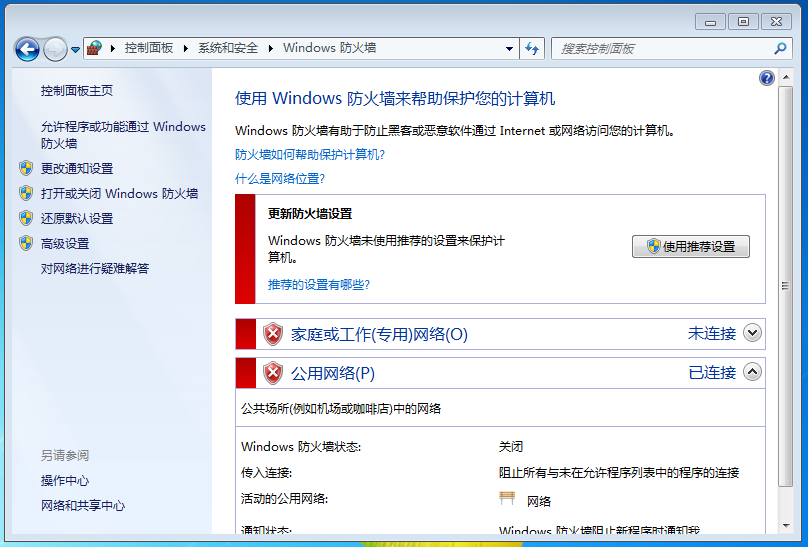 控制面板 系统和安全 Windows 防火墙
搜索控制面板
控制面板主页
允许程序或功能通过 Windows
防火墙
更改通知设置
打开或关闭 Windows 防火墙
还原默认设置
高级设置
对网络进行疑难解答
另请参阅
操作中心
网络和共享中心
使用 Windows 防火墙来帮助保护您的计算机
Windows 防火墙有助于防止黑客或恶意软件通过 Internet 或网络访问您的计算机。
防火墙如何帮助保护计算机?
什么是网络位置?
更新防火墙设置
Windows 防火墙未使用推荐的设置来保护计
算机。
使用推荐设置
推荐的设置有哪些?
家庭或工作(专用)网络(O) 未连接
公用网络(P) 已连接
公共场所(例如机场或咖啡店)中的网络
Windows 防火墙状态: 关闭
传入连接: 阻止所有与未在允许程序列表中的程序的连接
活动的公用网络: 网络
通知状态: Windows 防火墙阻止新程序时通知我